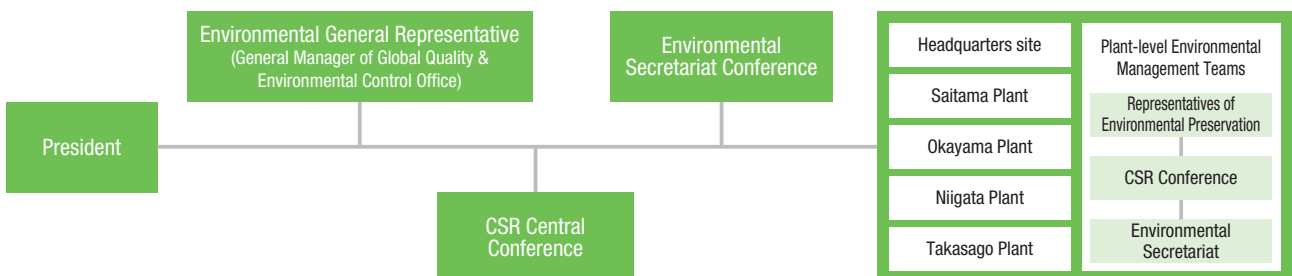 President
Environmental General Representative
(General Manager of Global Quality &
Environmental Control Office)
Environmental
Secretariat Conference
CSR Central
Conference
Headquarters site
Saitama Plant
Okayama Plant
Niigata Plant
Takasago Plant
Plant-level Environmental
Management Teams
Representatives of
Environmental Preservation
CSR Conference
Environmental
Secretariat